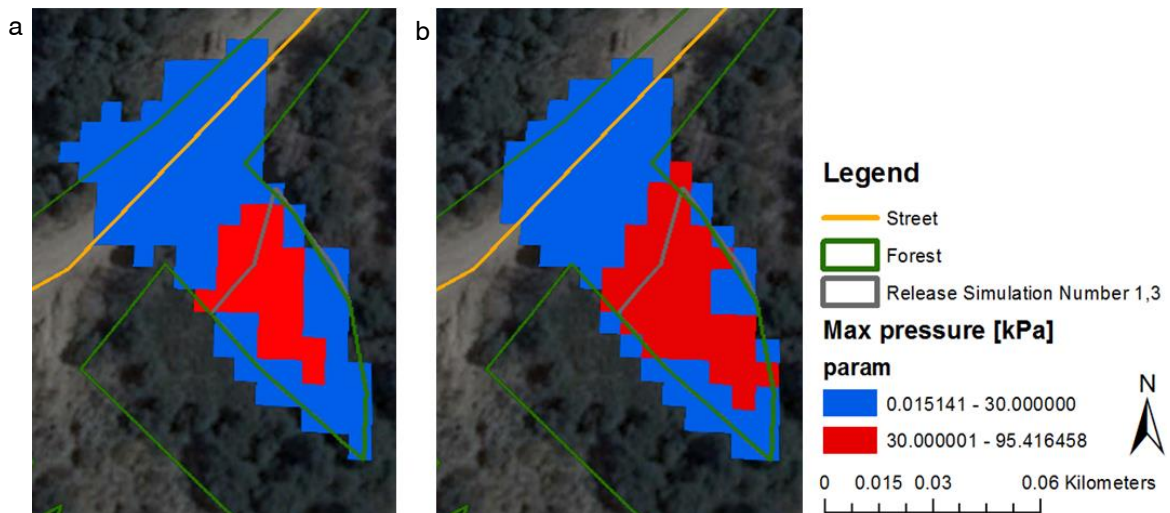 a
b
Legend
Street
Forest
Release Simulation Number 1,3
Max pressure [kPa]
param
0.015141 - 30.000000
30.000001 - 95.416458
N
0 0.015 0.03 0.06 Kilometers